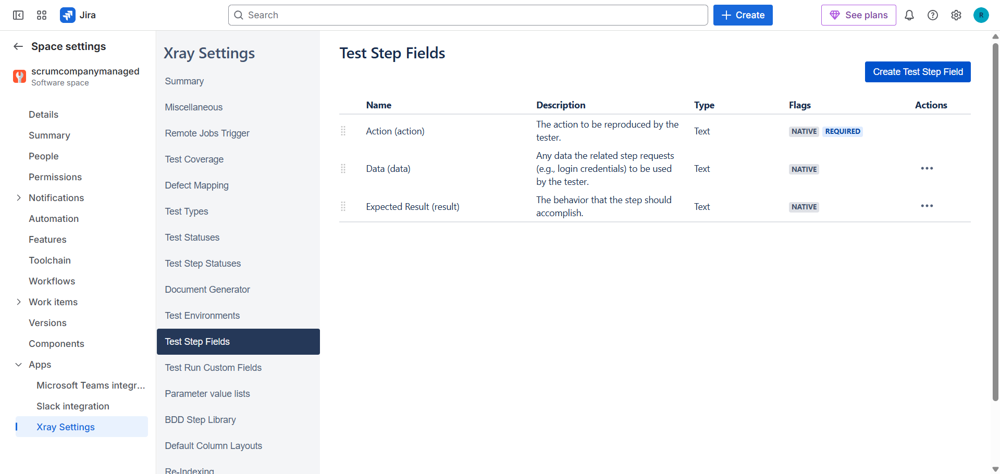 Jira
Search
Create
See plans
R
Space settings
scrumcompanymanaged
Software space
Details
Summary
People
Permissions
Notifications
Automation
Features
Toolchain
Workflows
Work items
Versions
Components
Apps
Microsoft Teams integr...
Slack integration
Xray Settings
Xray Settings
Summary
Miscellaneous
Remote Jobs Trigger
Test Coverage
Defect Mapping
Test Types
Test Statuses
Test Step Statuses
Document Generator
Test Environments
Test Step Fields
Test Run Custom Fields
Parameter value lists
BDD Step Library
Default Column Layouts
Re-Indexing
Test Step Fields
Create Test Step Field
Name Description Type Flags Actions
Action (action) The action to be reproduced by the Text NATIVE REQUIRED
tester.
Any data the related step requests
Data (data) (e.g., login credentials) to be used Text NATIVE
by the tester.
The behavior that the step should
Expected Result (result) accomplish. Text NATIVE